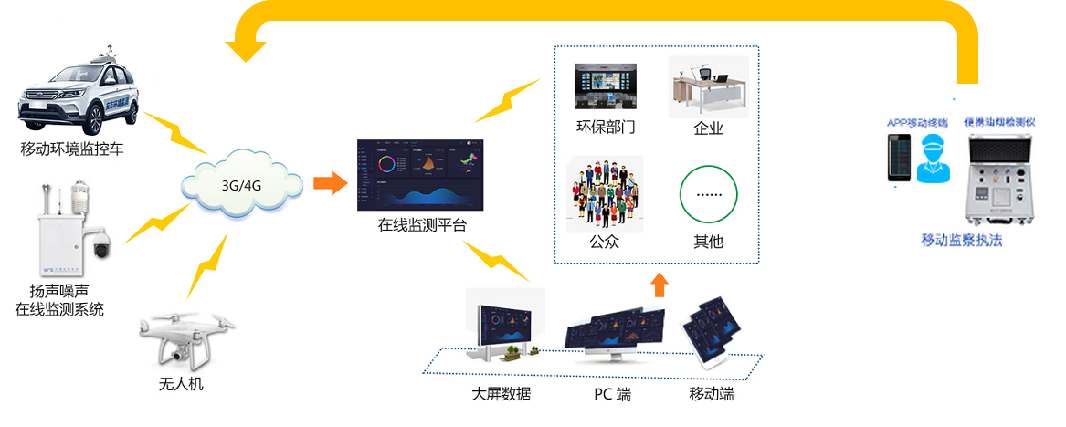 移动环境监控车
3G/4G
扬声噪声
在线监测系统
无人机
在线监测平台
环保部门
企业
公众
······
其他
大屏数据
PC 端
移动端
APP移动终端
便携油烟检测仪
移动监察执法